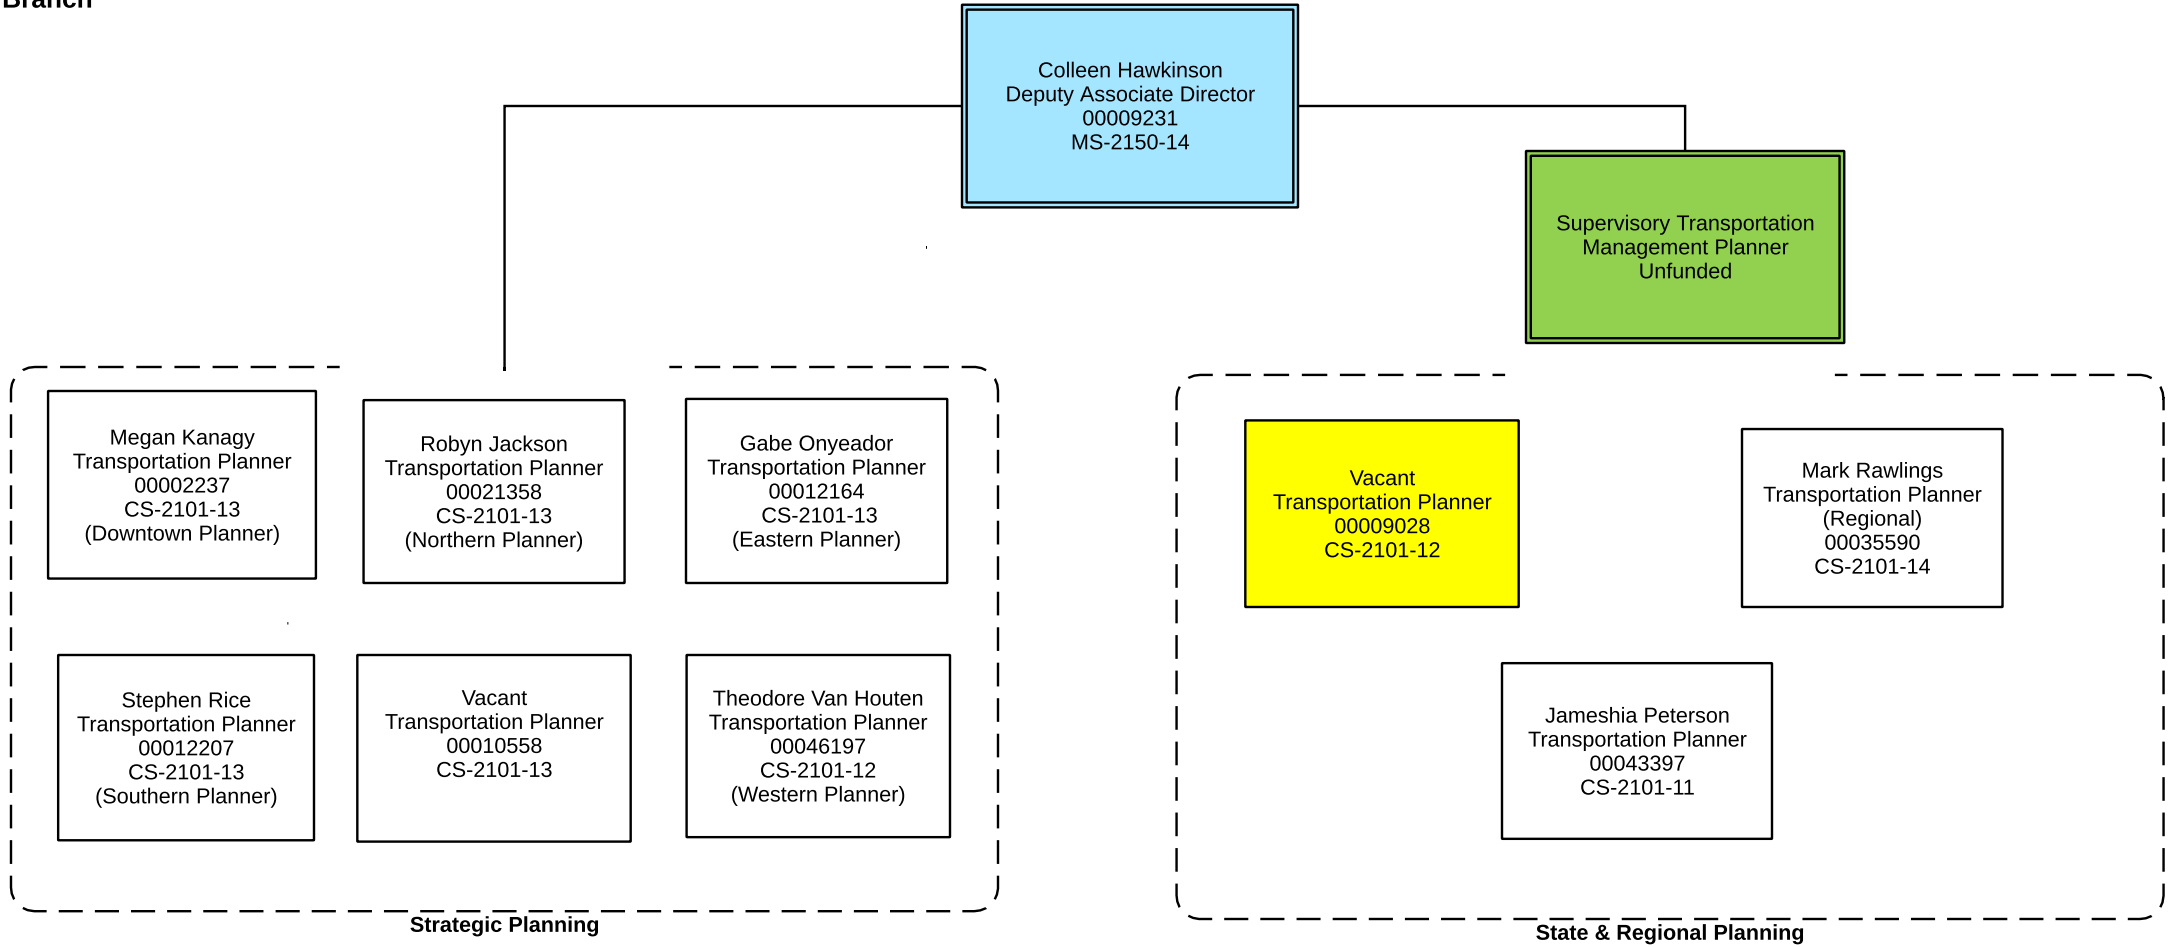 Branch
Colleen Hawkinson
Deputy Associate Director
00009231
MS-2150-14
Supervisory Transportation
Management Planner
Unfunded
Megan Kanagy
Transportation Planner
00002237
CS-2101-13
(Downtown Planner)
Robyn Jackson
Transportation Planner
00021358
CS-2101-13
(Northern Planner)
Gabe Onyeador
Transportation Planner
00012164
CS-2101-13
(Eastern Planner)
Stephen Rice
Transportation Planner
00012207
CS-2101-13
(Southern Planner)
Vacant
Transportation Planner
00010558
CS-2101-13
Theodore Van Houten
Transportation Planner
00046197
CS-2101-12
(Western Planner)
Strategic Planning
Vacant
Transportation Planner
00009028
CS-2101-12
Mark Rawlings
Transportation Planner
(Regional)
00035590
CS-2101-14
Jameshia Peterson
Transportation Planner
00043397
CS-2101-11
State & Regional Planning